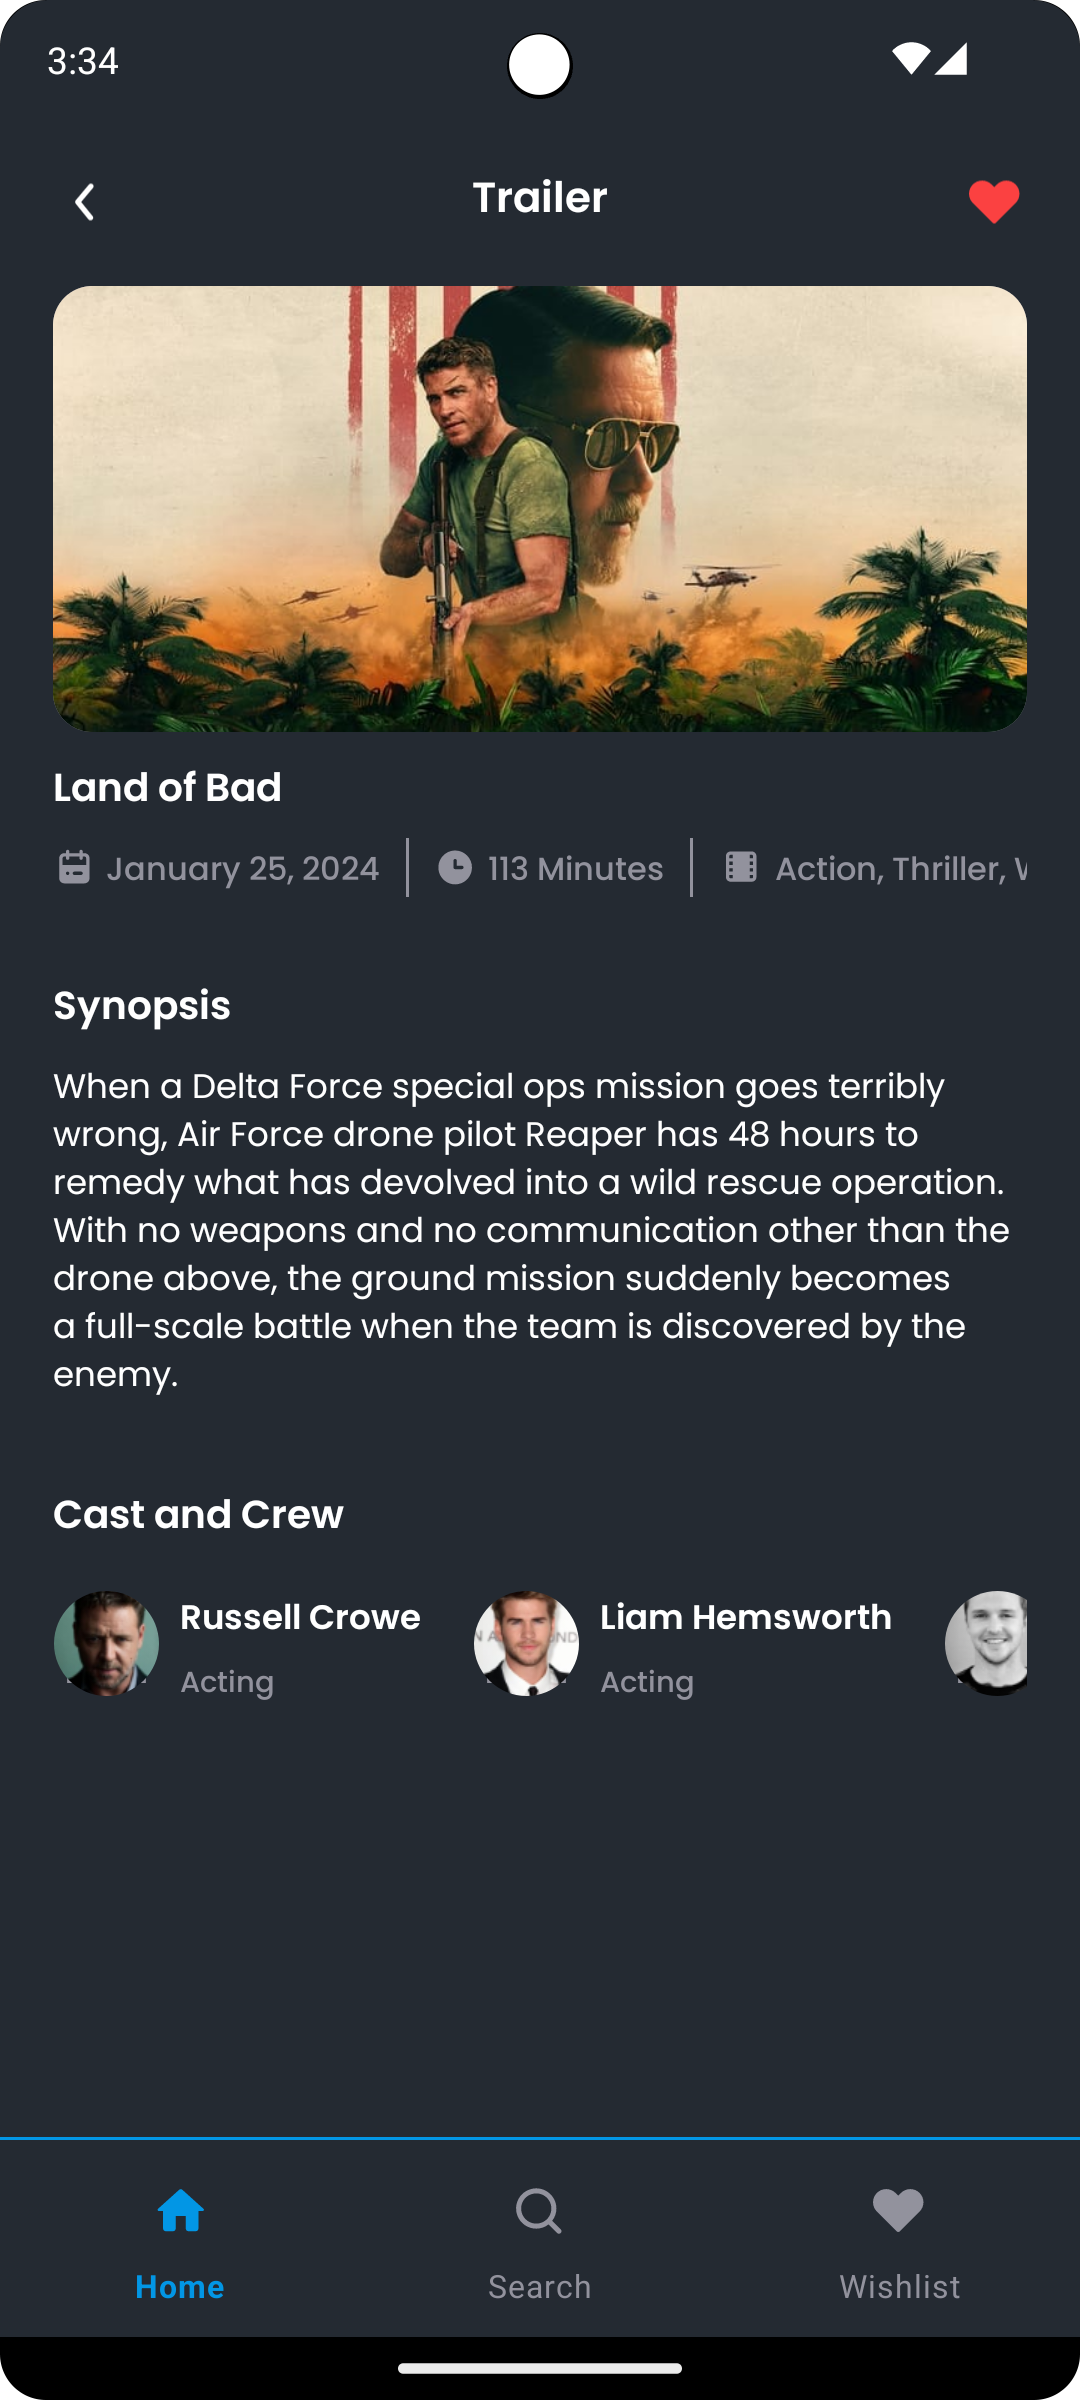 3:34
Trailer
Land of Bad
January 25, 2024
113 Minutes
Action, Thriller,
Synopsis
When a Delta Force special ops mission goes terribly
wrong, Air Force drone pilot Reaper has 48 hours to
remedy what has devolved into a wild rescue operation.
With no weapons and no communication other than the
drone above, the ground mission suddenly becomes
a full-scale battle when the team is discovered by the
enemy.
Cast and Crew
Russell Crowe
Acting
Liam Hemsworth
Acting
Home
Search
Wishlist